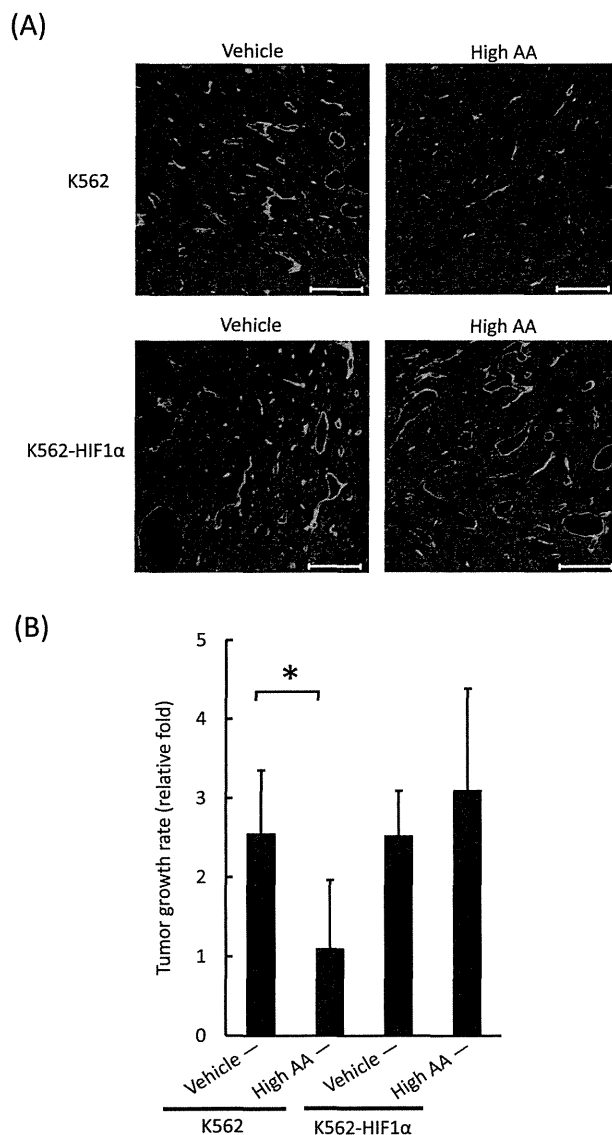 (A)
Vehicle
High AA
K562
Vehicle
High AA
K562-HIF1α
(B)
5
*
4
3
2
1
0
Tumor growth rate (relative fold)
Vehicle
High AA
Vehicle
High AA
K562
K562-HIF1α